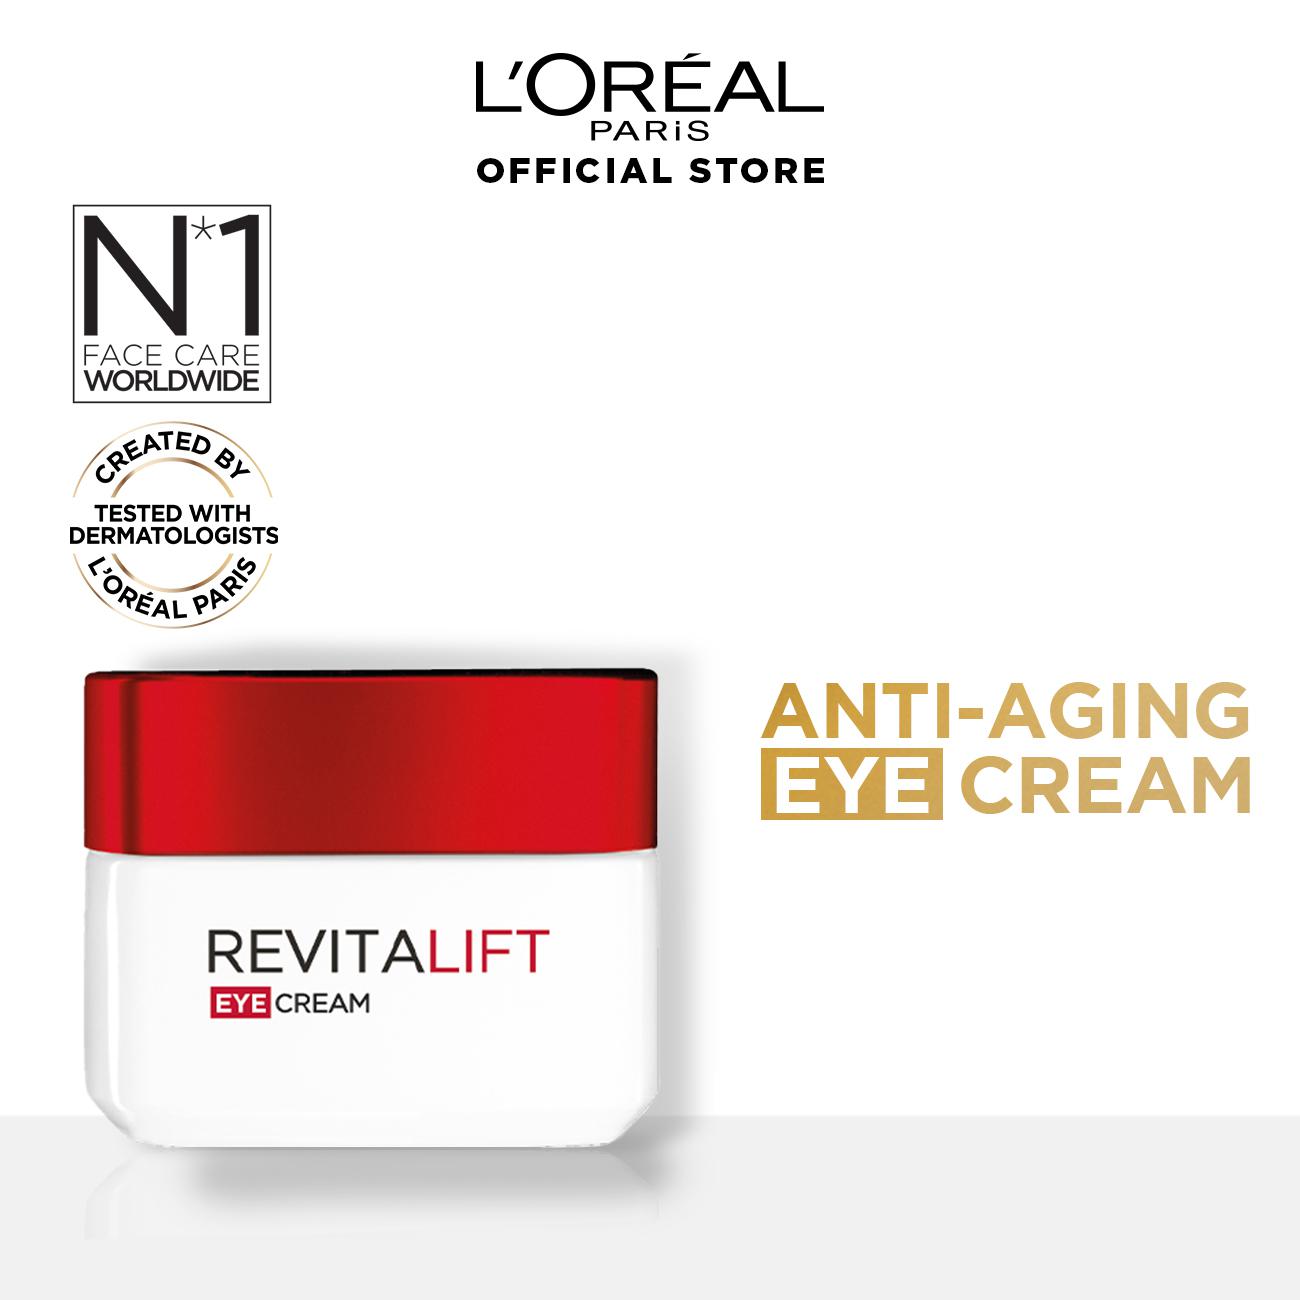 L'ORÉAL
PARiS
OFFICIAL STORE
N*1
FACE CARE
WORLDWIDE
CREATED BY
TESTED WITH
DERMATOLOGISTS
L'ORÉAL PARIS
ANTI-AGING
EYE CREAM
REVITALIFT
EYE CREAM